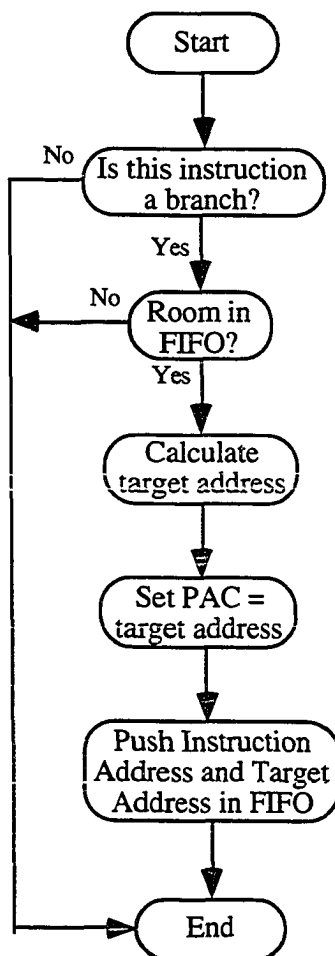 Start
No
Is this instruction
a branch?
Yes
No
Room in
FIFO?
Yes
Calculate
target address
Set PAC =
target address
Push Instruction
Address and Target
Address in FIFO
End